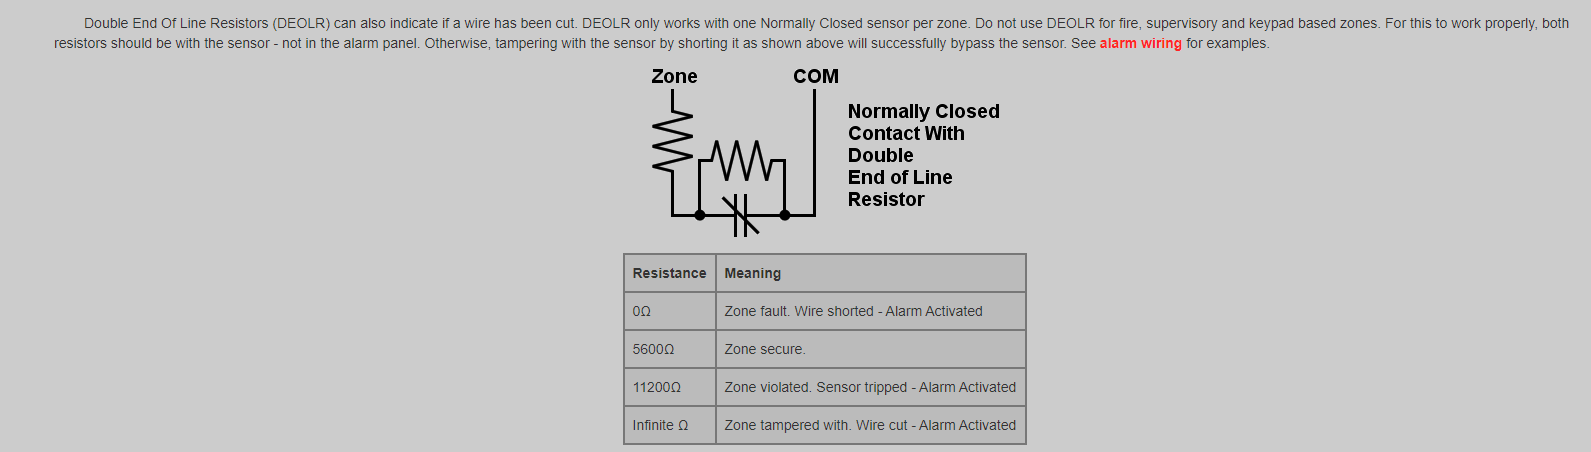 Double End Of Line Resistors (DEOLR) can also indicate if a wire has been cut. DEOLR only works with one Normally Closed sensor per zone. Do not use DEOLR for fire, supervisory and keypad based zones. For this to work properly, both
resistors should be with the sensor - not in the alarm panel. Otherwise, tampering with the sensor by shorting it as shown above will successfully bypass the sensor. See alarm wiring for examples.
Zone COM
Normally Closed
Contact With
Double
End of Line
Resistor
Resistance Meaning
0Ω Zone fault. Wire shorted - Alarm Activated
5600Ω Zone secure.
11200Ω Zone violated. Sensor tripped - Alarm Activated
Infinite Ω Zone tampered with. Wire cut - Alarm Activated